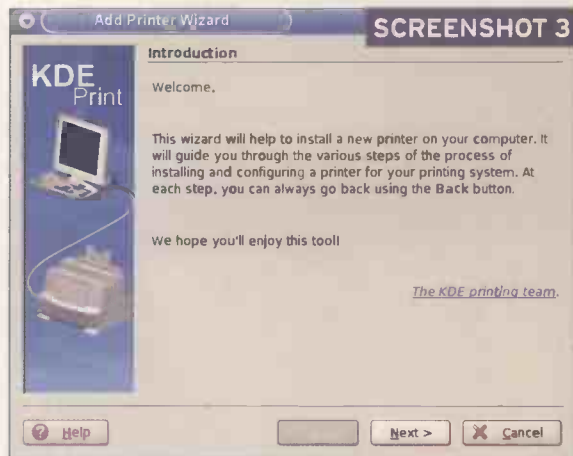 Add Printer Wizard
SCREENSHOT 3
KDE
Print
Introduction
Welcome,
This wizard will help to install a new printer on your computer. It
will guide you through the various steps of the process of
installing and configuring a printer for your printing system. At
each step, you can always go back using the Back button.
We hope you'll enjoy this tool!
The KDE printing team.
Help
Next >
Cancel